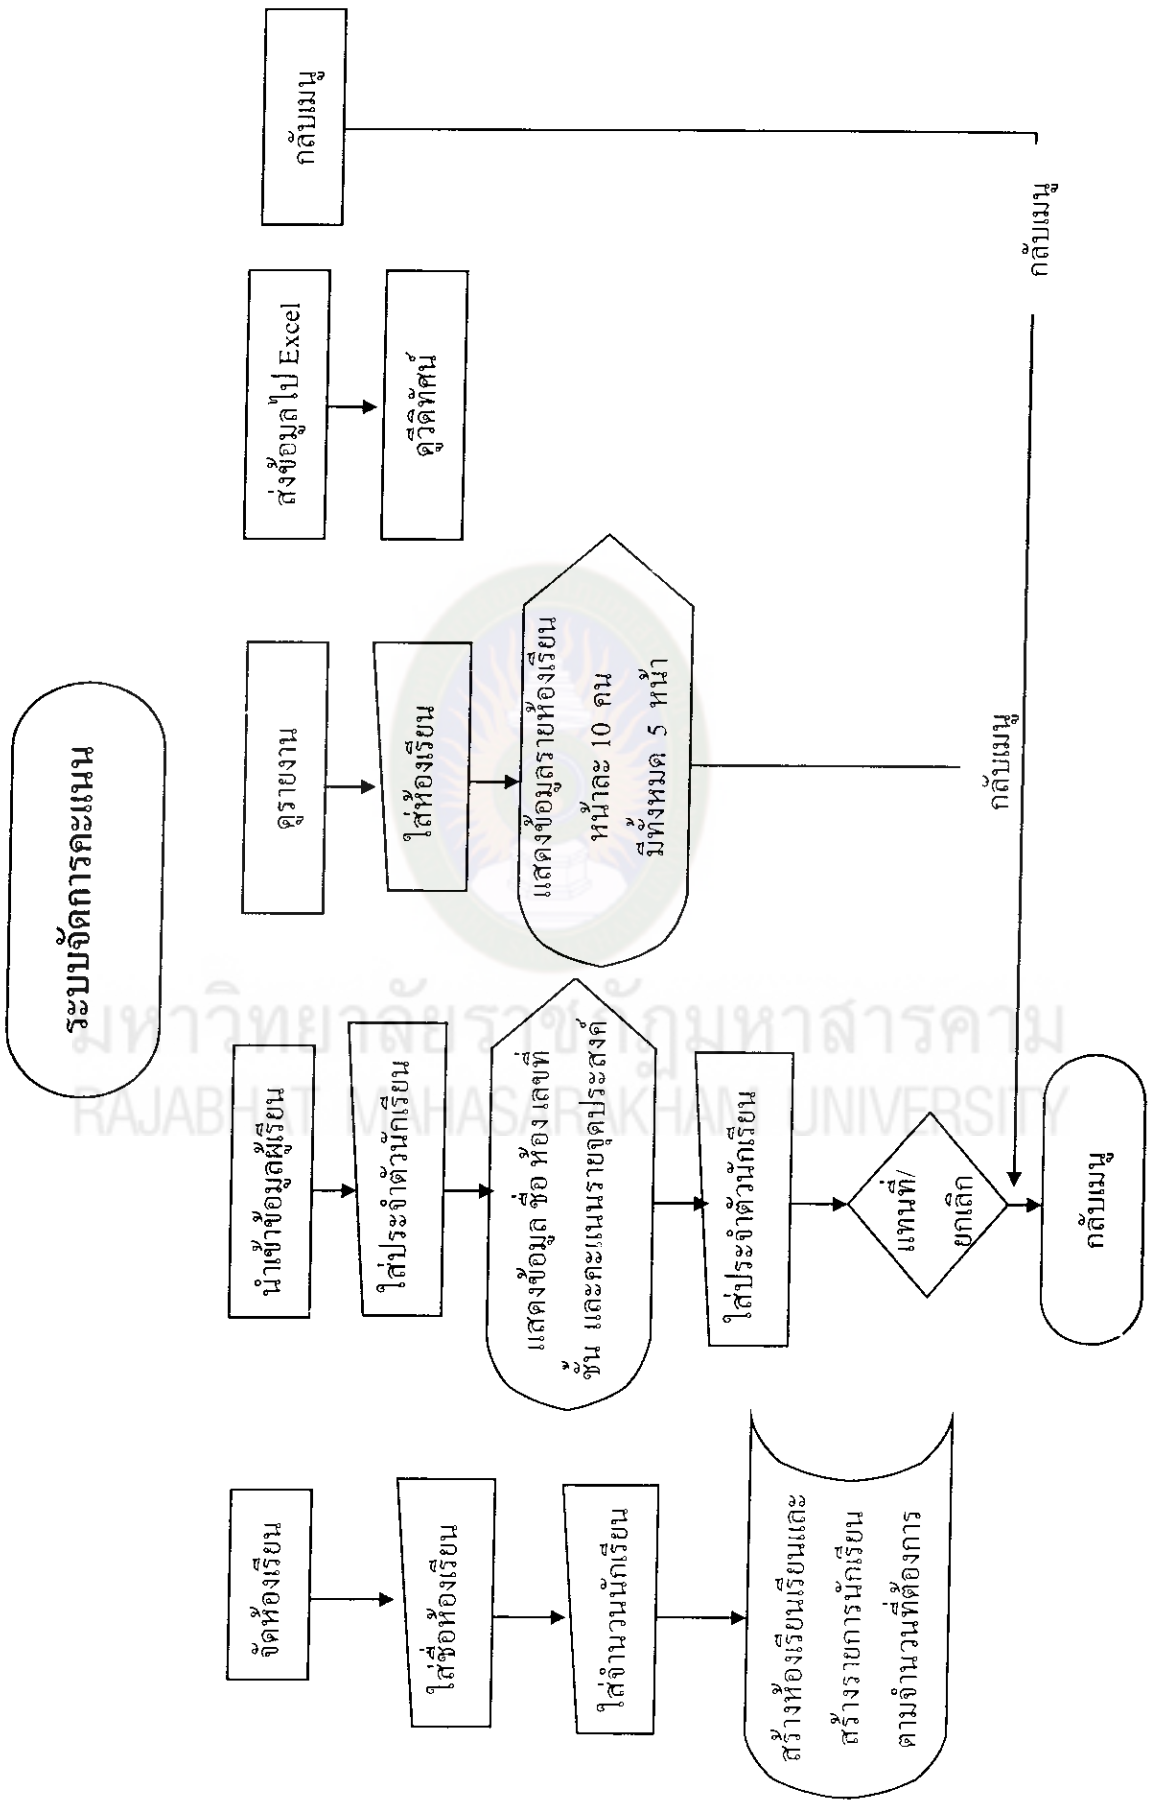 ระบบจัดการคะแนน
จัดห้องเรียน
ใส่ชื่อห้องเรียน
ใส่จำนวนนักเรียน
สร้างห้องเรียนเรียนและ
สร้างรายการนักเรียน
ตามจำนวนที่ต้องการ
นำเข้าข้อมูลผู้เรียน
ใส่ประจำตัวนักเรียน
แสดงข้อมูล ชื่อ ห้อง เลขที่
ชั้น และคะแนนรายจุดประสงค์
ใส่ประจำตัวนักเรียน
แทนที่/
ยกเลิก
กลับเมนู
ดูรายงาน
ใส่ห้องเรียน
แสดงข้อมูลรายห้องเรียน
หน้าละ 10 คน
มีทั้งหมด 5 หน้า
กลับเมนู
ส่งข้อมูลไป Excel
ดูวีดิทัศน์
กลับเมนู
กลับเมนู
มหาวิทยาลัยราชภัฏมหาสารคาม
RAJABHAT MAHASARAKHAM UNIVERSITY